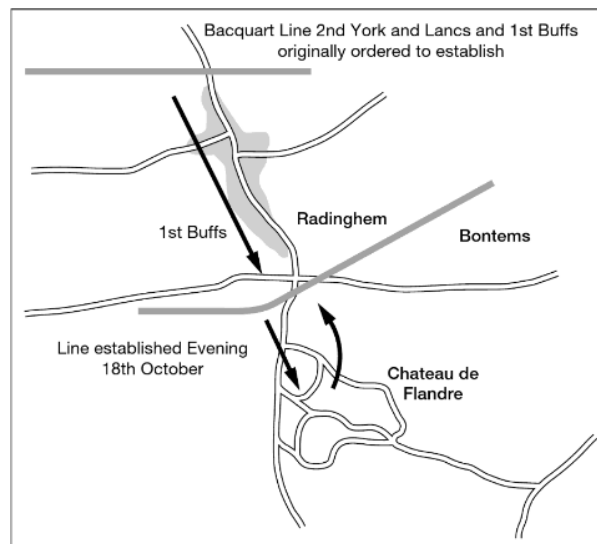 Bacquart Line 2nd York and Lancs and 1st Buffs
originally ordered to establish
Radinghem
1st Buffs
Bontems
Line established Evening
18th October
Chateau de
Flandre